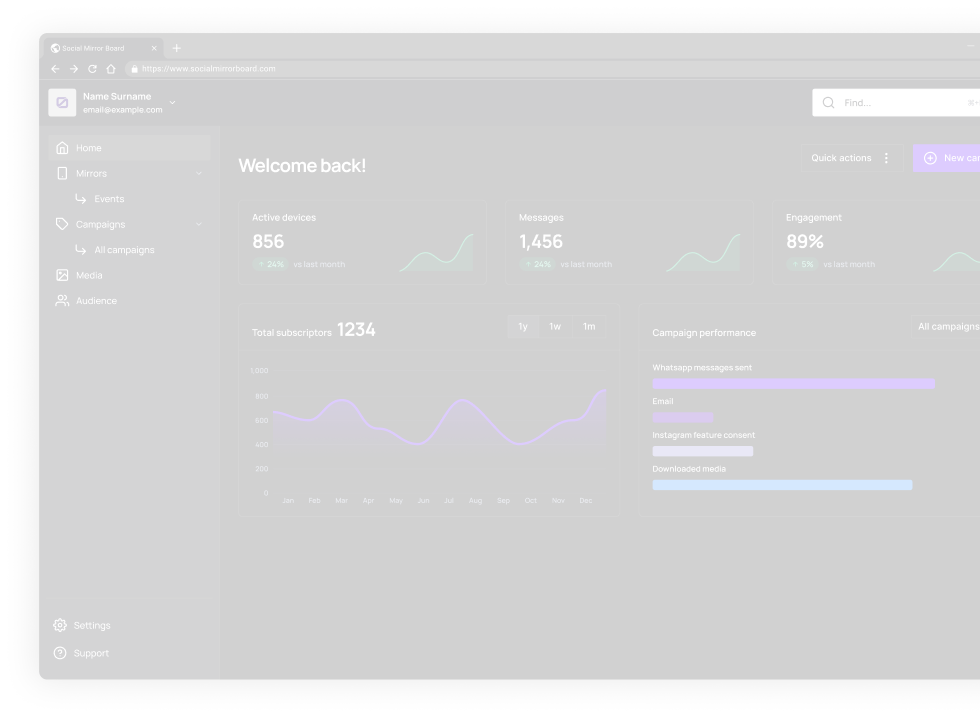 Social Mirror Board
https://www.socialmirrorboard.com
Name Surname
email@example.com
Find...
Home
Mirrors
Events
Campaigns
All campaigns
Media
Audience
Settings
Support
Welcome back!
Quick actions
New
Active devices
856
24% vs last month
Messages
1,456
24% vs last month
Engagement
89%
5% vs last month
Total subscriptors 1234
1y 1w 1m
1.000
800
600
400
200
0
Jan Feb Mar Apr May Jun Jul Aug Sep Oct Nov Dec
Campaign performance
All campaigns
Whatsapp messages sent
Email
Instagram feature consent
Downloaded media